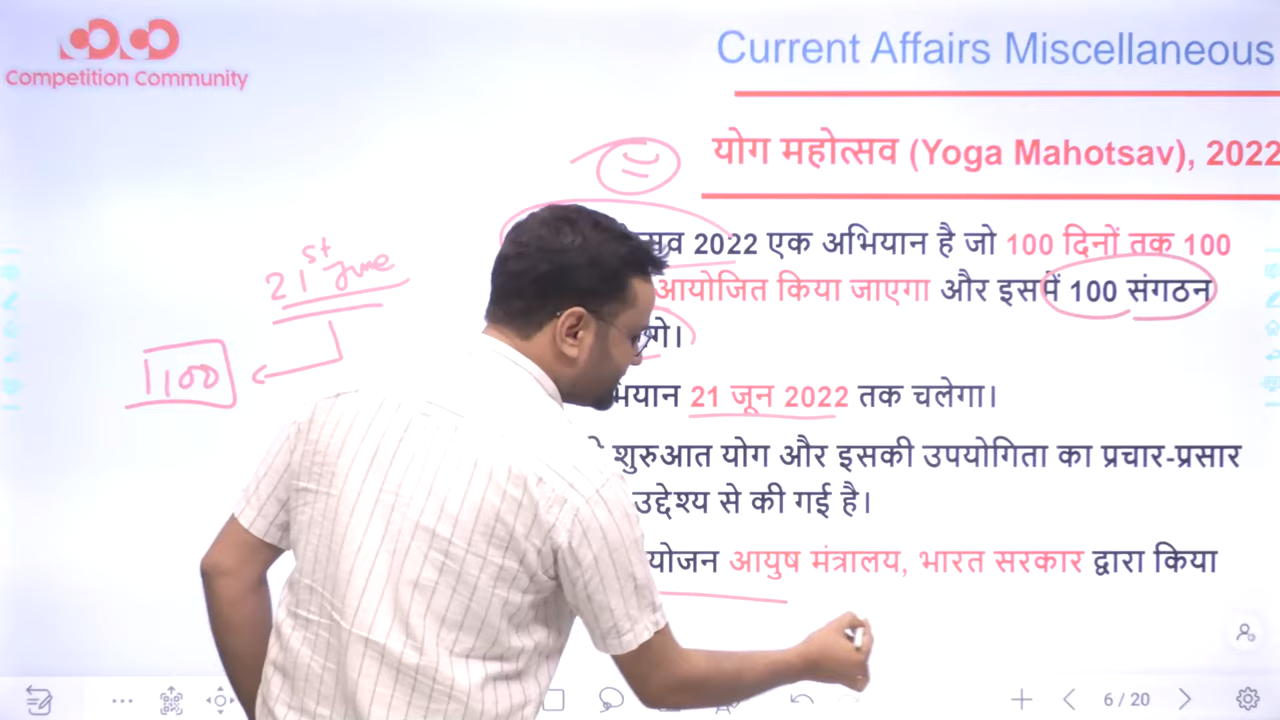 Competition Community
Current Affairs Miscellaneous
योग महोत्सव (Yoga Mahotsav), 2022
2022 एक अभियान है जो 100 दिनों तक 100
आयोजित किया जाएगा और इसमें 100 संगठन
21 जून 2022 तक चलेगा।
शुरुआत योग और इसकी उपयोगिता का प्रचार-प्रसार
उद्देश्य से की गई है।
आयुष मंत्रालय, भारत सरकार द्वारा किया
21st June
100
6 / 20